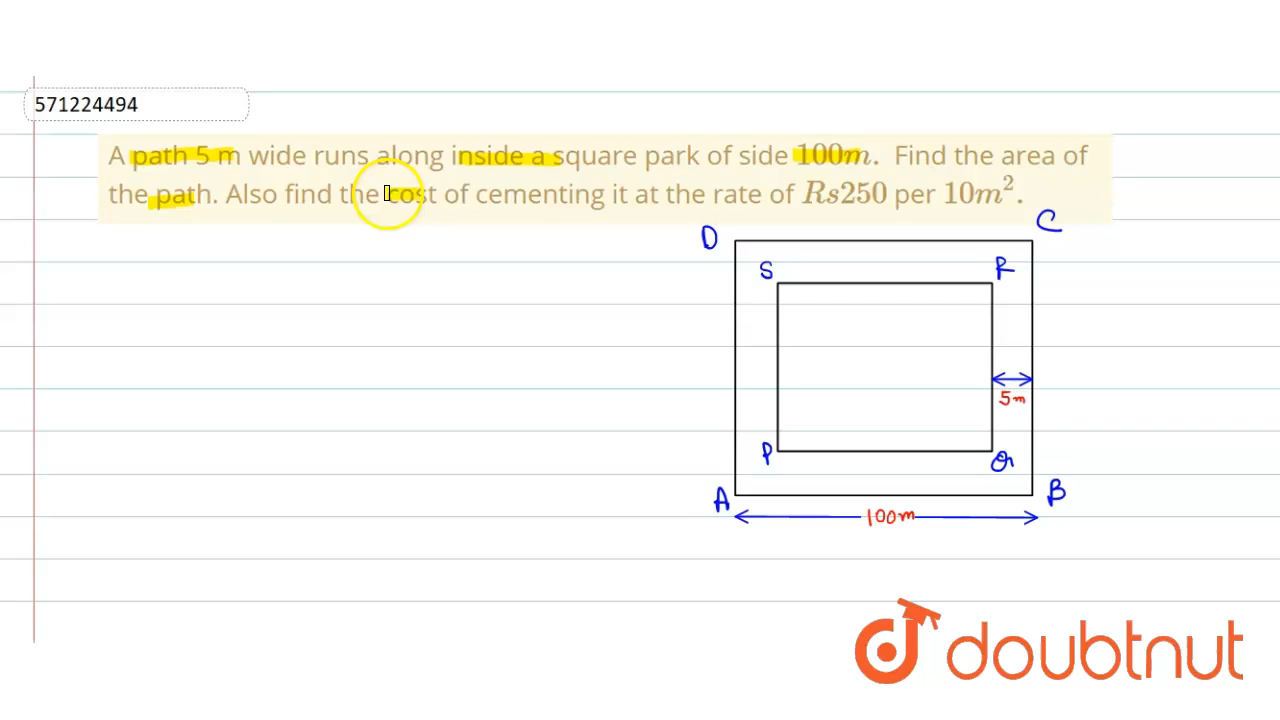 571224494
A path 5 m wide runs along inside a square park of side 100m. Find the area of
the path. Also find the cost of cementing it at the rate of Rs250 per 10m².
D
C
S
R
5m
P
Q
A
B
100m
doubtnut